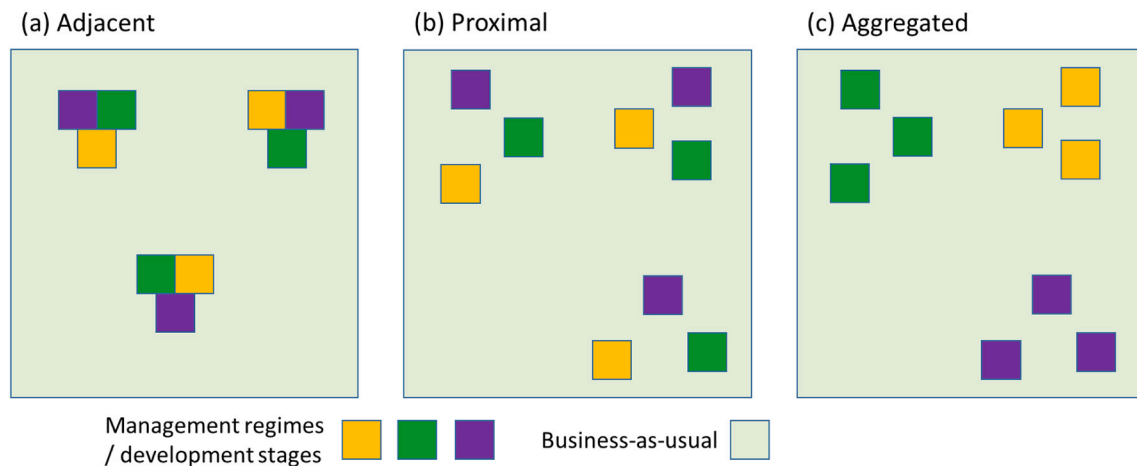 (a) Adjacent
(b) Proximal
(c) Aggregated
Management regimes
/ development stages
Business-as-usual